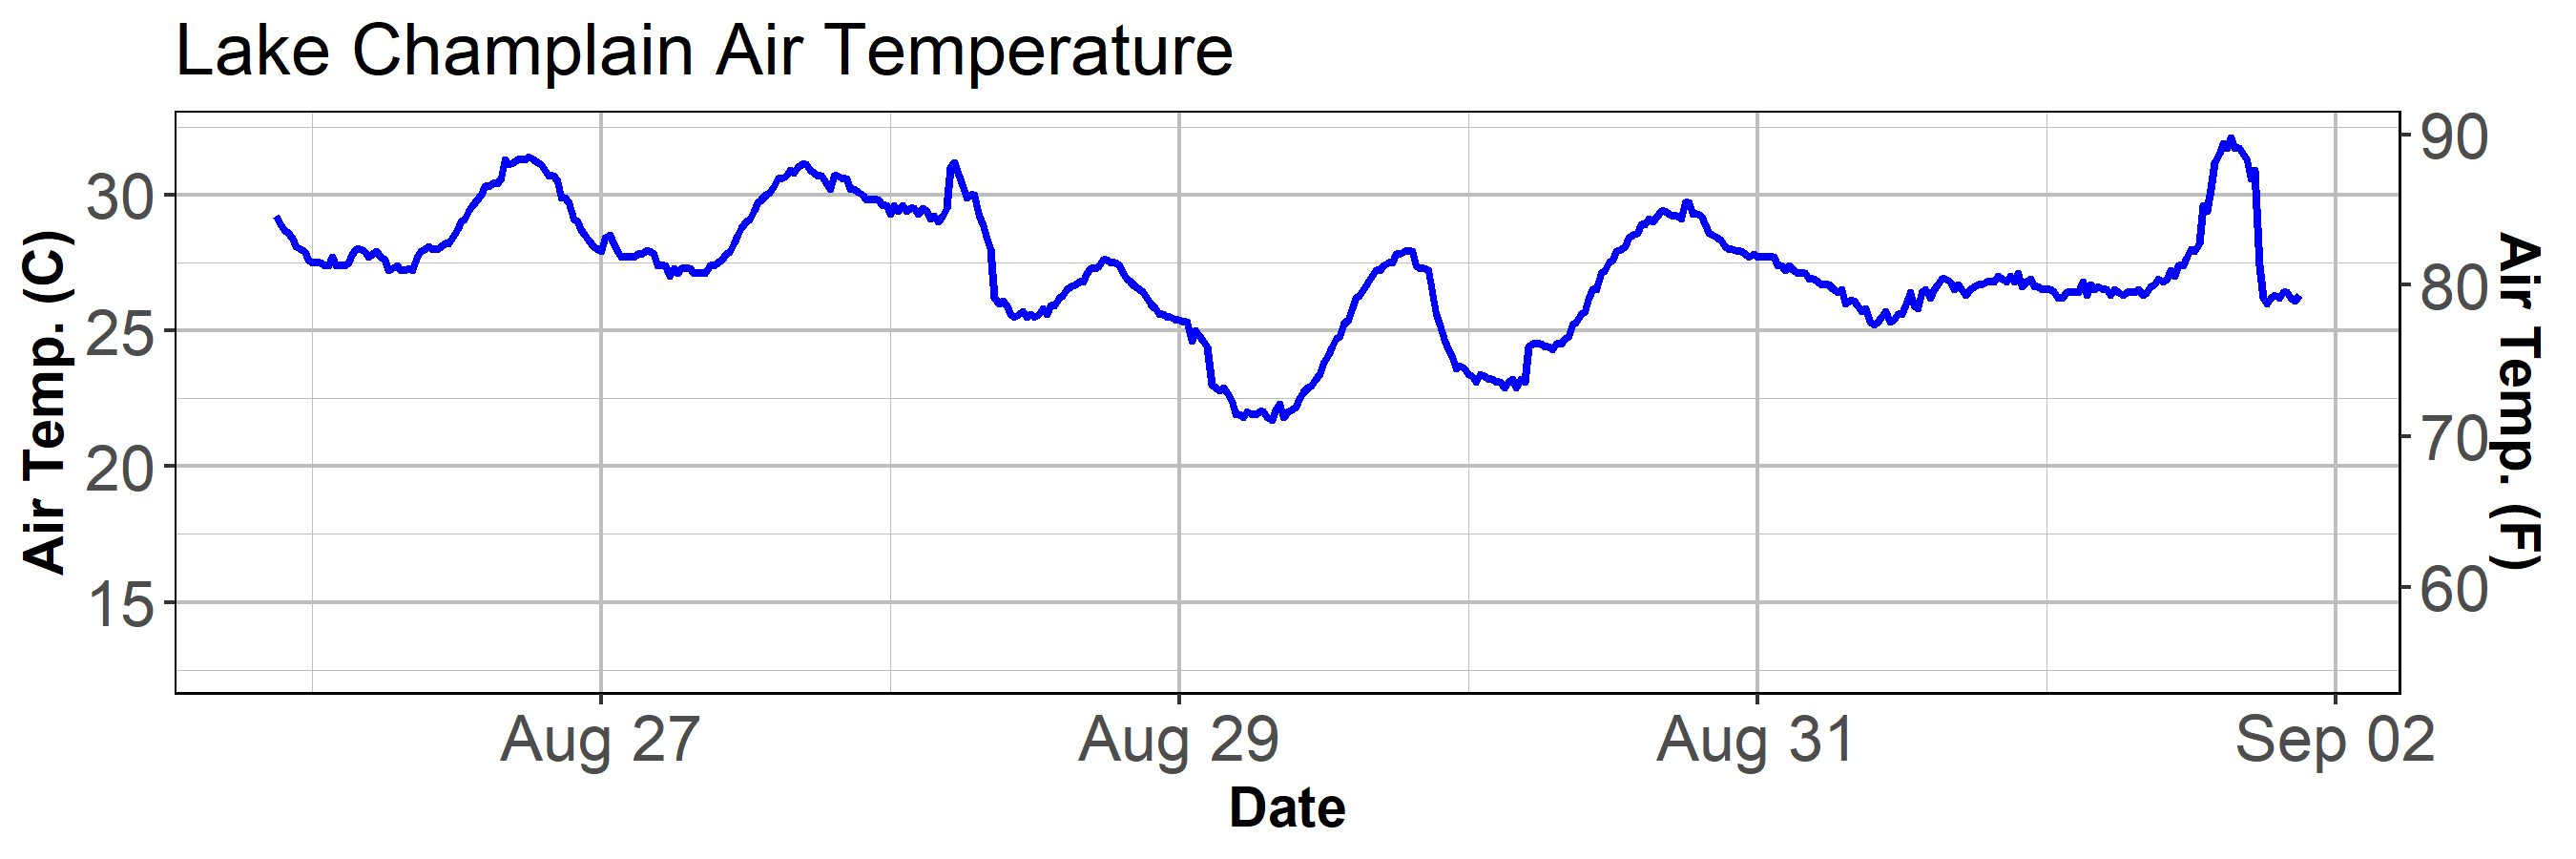 Lake Champlain Air Temperature
Air Temp. (C)
30
25
20
15
90
80
70
60
Air Temp. (F)
Aug 27
Aug 29
Aug 31
Sep 02
Date